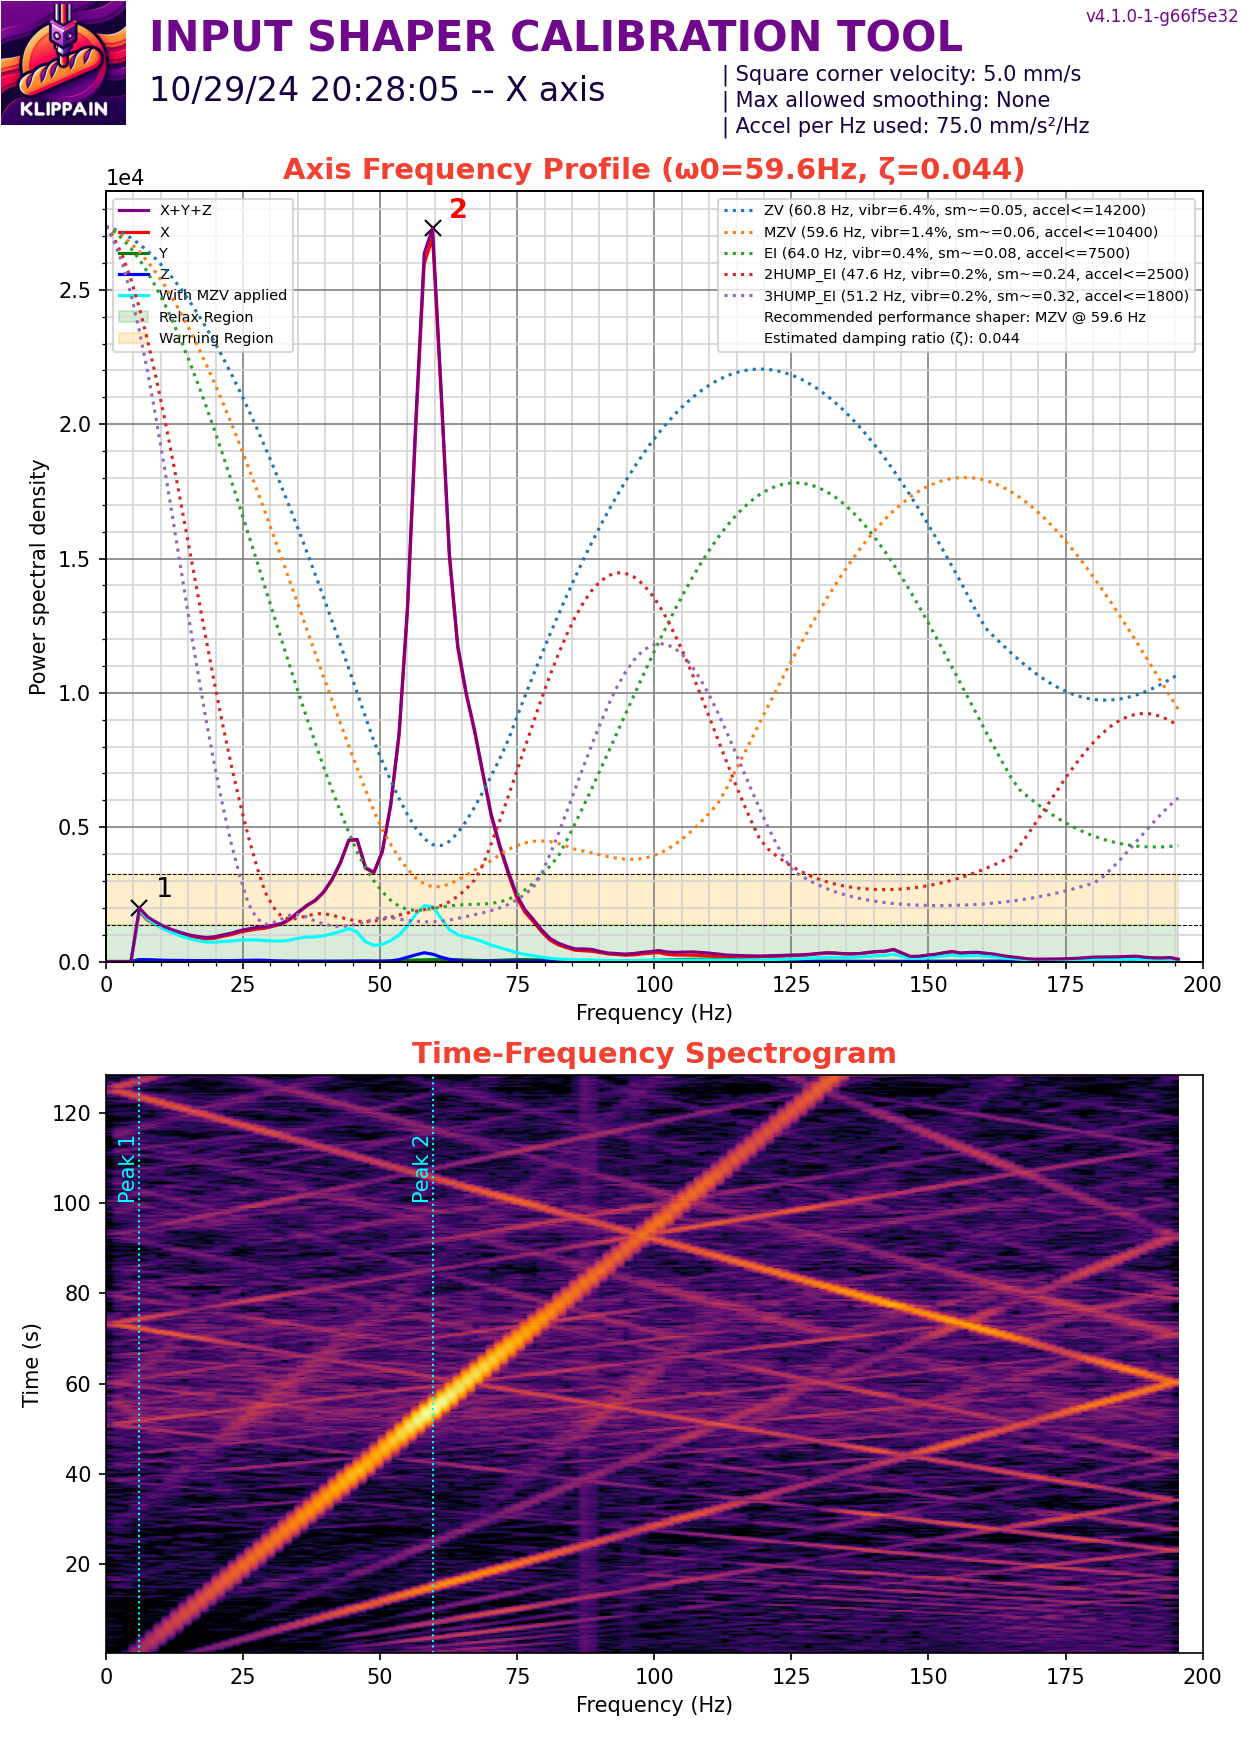 v4.1.0-1-g66f5e32
INPUT SHAPER CALIBRATION TOOL
10/29/24 20:28:05 -- X axis
| Square corner velocity: 5.0 mm/s
| Max allowed smoothing: None
| Accel per Hz used: 75.0 mm/s²/Hz
KLIPPAIN
Axis Frequency Profile (ω0=59.6Hz, ζ=0.044)
1e4
X+Y+Z
X
Y
Z
With MZV applied
Relax Region
Warning Region
ZV (60.8 Hz, vibr=6.4%, sm~=0.05, accel<=14200)
MZV (59.6 Hz, vibr=1.4%, sm~=0.06, accel<=10400)
EI (64.0 Hz, vibr=0.4%, sm~=0.08, accel<=7500)
2HUMP_EI (47.6 Hz, vibr=0.2%, sm~=0.24, accel<=2500)
3HUMP_EI (51.2 Hz, vibr=0.2%, sm~=0.32, accel<=1800)
Recommended performance shaper: MZV @ 59.6 Hz
Estimated damping ratio (ζ): 0.044
2
1
2.5
2.0
1.5
1.0
0.5
0.0
Power spectral density
0 25 50 75 100 125 150 175 200
Frequency (Hz)
Time-Frequency Spectrogram
Peak 1
Peak 2
120
100
80
60
40
20
Time (s)
0 25 50 75 100 125 150 175 200
Frequency (Hz)